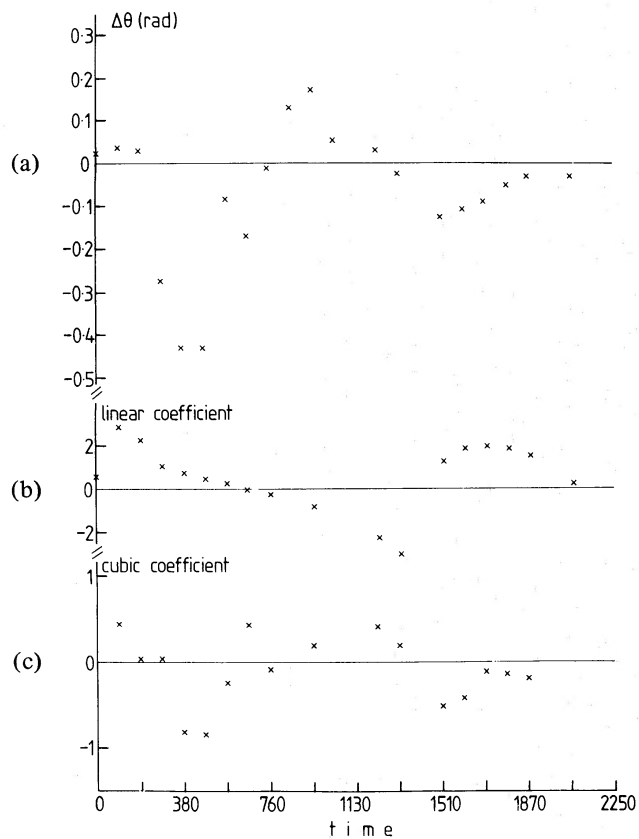 Δθ (rad)
0·3
0·2
0·1
(a)
0
-0·1
-0·2
-0·3
-0·4
-0·5
linear coefficient
2
(b)
0
-2
cubic coefficient
1
(c)
0
-1
0 380 760 1130 1510 1870 2250
time